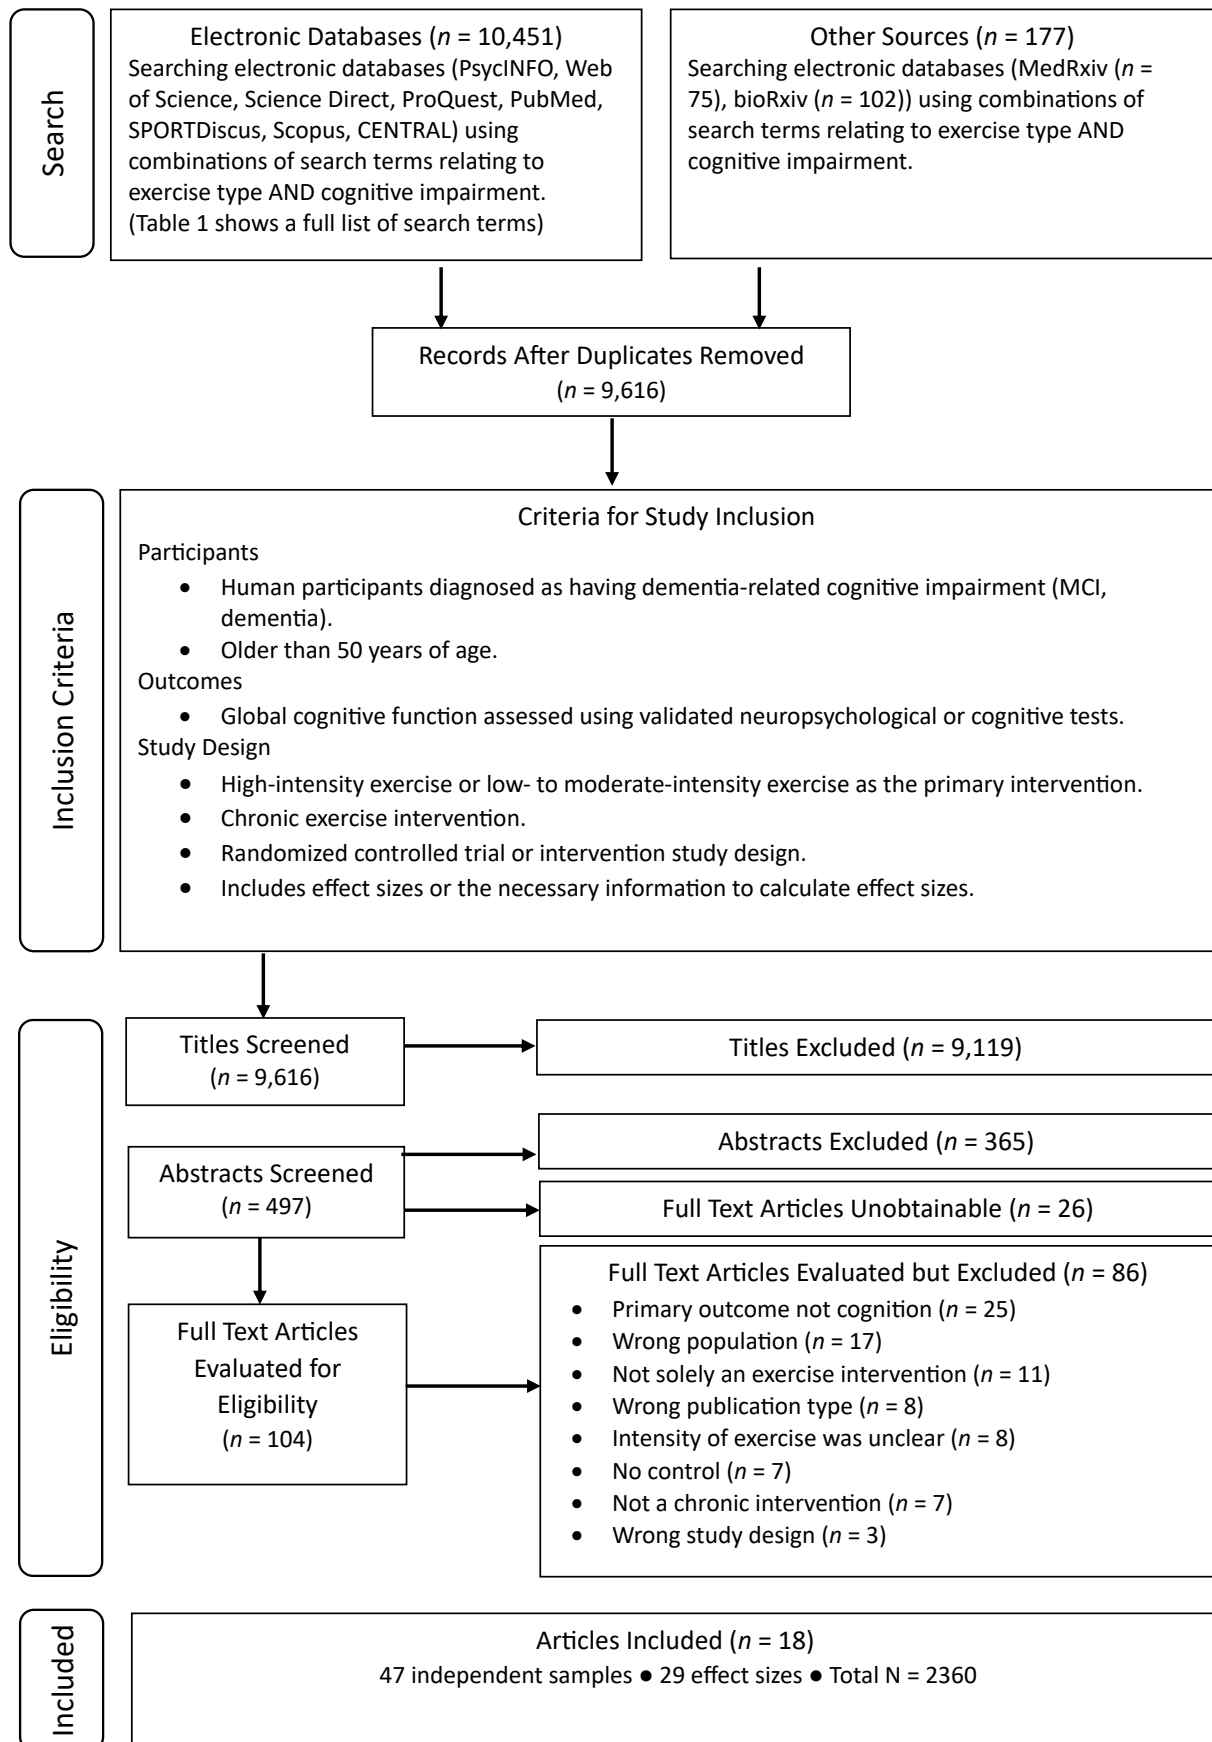 Search
Electronic Databases (n = 10,451)
Searching electronic databases (PsycINFO, Web
of Science, Science Direct, ProQuest, PubMed,
SPORTDiscus, Scopus, CENTRAL) using
combinations of search terms relating to
exercise type AND cognitive impairment.
(Table 1 shows a full list of search terms)
Other Sources (n = 177)
Searching electronic databases (MedRxiv (n =
75), bioRxiv (n = 102)) using combinations of
search terms relating to exercise type AND
cognitive impairment.
Records After Duplicates Removed
(n = 9,616)
Inclusion Criteria
Criteria for Study Inclusion
Participants
• Human participants diagnosed as having dementia-related cognitive impairment (MCI,
dementia).
• Older than 50 years of age.
Outcomes
• Global cognitive function assessed using validated neuropsychological or cognitive tests.
Study Design
• High-intensity exercise or low- to moderate-intensity exercise as the primary intervention.
• Chronic exercise intervention.
• Randomized controlled trial or intervention study design.
• Includes effect sizes or the necessary information to calculate effect sizes.
Eligibility
Titles Screened
(n = 9,616)
Titles Excluded (n = 9,119)
Abstracts Screened
(n = 497)
Abstracts Excluded (n = 365)
Full Text Articles Unobtainable (n = 26)
Full Text Articles
Evaluated for
Eligibility
(n = 104)
Full Text Articles Evaluated but Excluded (n = 86)
• Primary outcome not cognition (n = 25)
• Wrong population (n = 17)
• Not solely an exercise intervention (n = 11)
• Wrong publication type (n = 8)
• Intensity of exercise was unclear (n = 8)
• No control (n = 7)
• Not a chronic intervention (n = 7)
• Wrong study design (n = 3)
Included
Articles Included (n = 18)
47 independent samples ● 29 effect sizes ● Total N = 2360